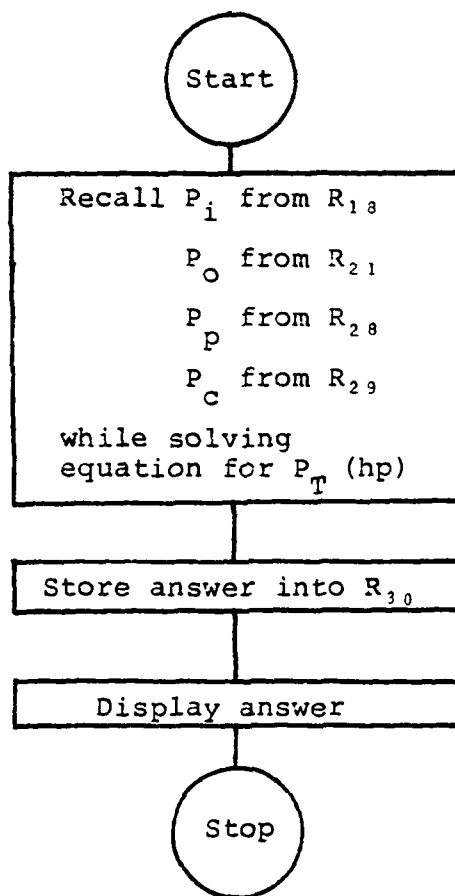 Start
Recall P_i from R_18
P_o from R_21
P_p from R_28
P_c from R_29
while solving
equation for P_T (hp)
Store answer into R_30
Display answer
Stop